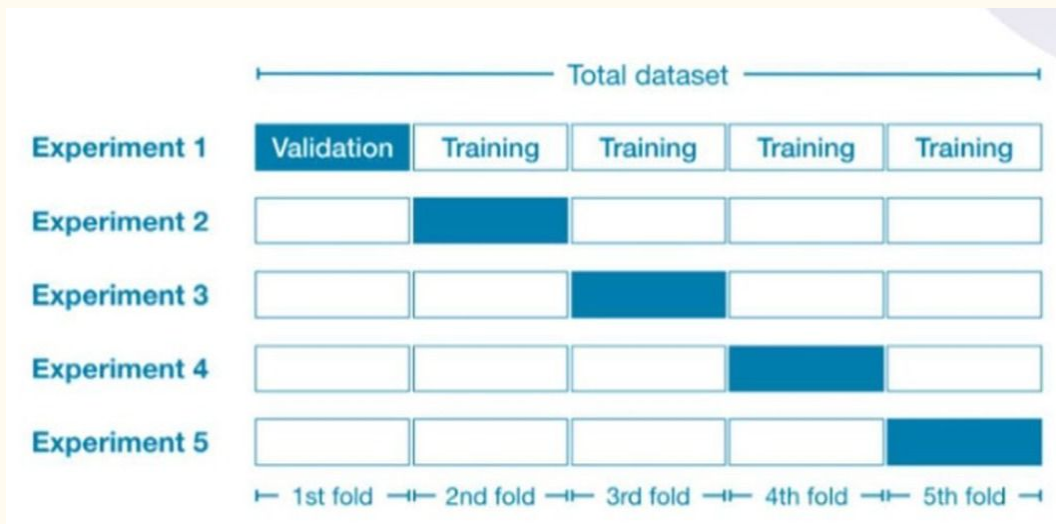 Total dataset
Experiment 1 Validation Training Training Training Training
Experiment 2
Experiment 3
Experiment 4
Experiment 5
1st fold 2nd fold 3rd fold 4th fold 5th fold